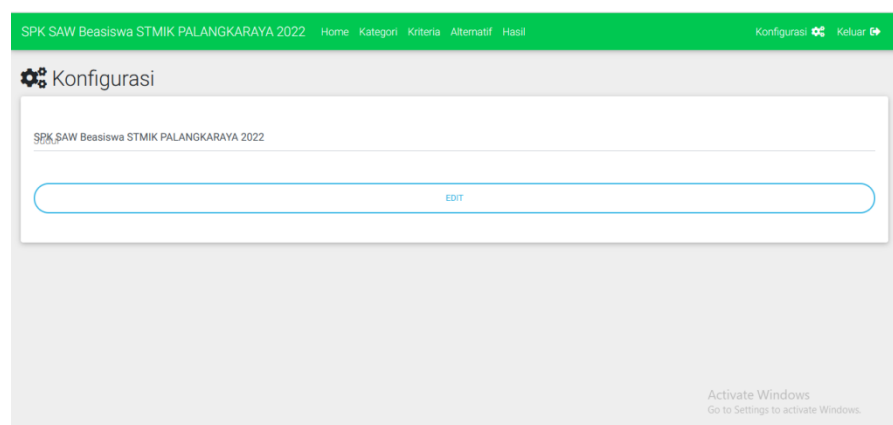 SPK SAW Beasiswa STMIK PALANGKARAYA 2022 Home Kategori Kriteria Alternatif Hasil Konfigurasi Keluar
Konfigurasi
SPK SAW Beasiswa STMIK PALANGKARAYA 2022
EDIT
Activate Windows
Go to Settings to activate Windows.